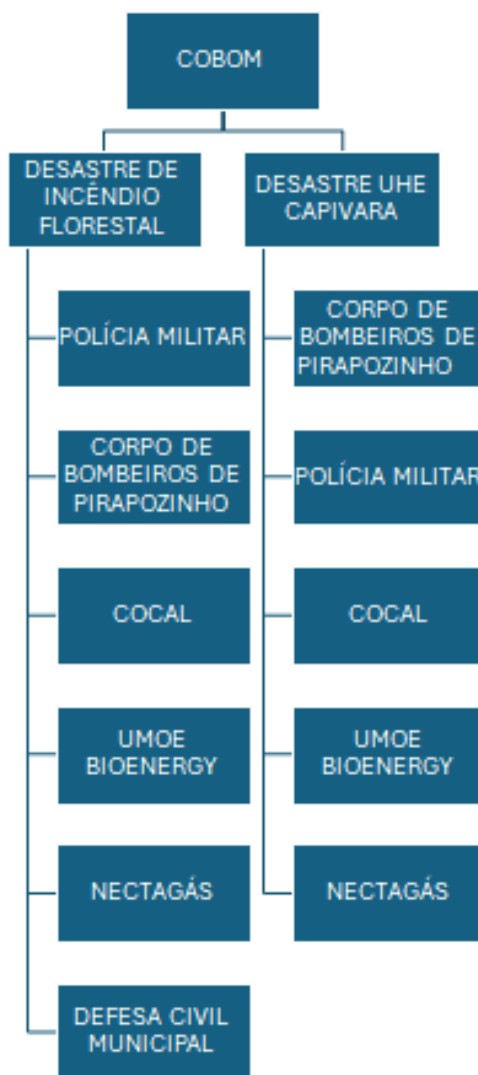 COBOM
DESASTRE DE
INCÊNDIO
FLORESTAL
POLÍCIA MILITAR
CORPO DE
BOMBEIROS DE
PIRAPOZINHO
COCAL
UMOE
BIOENERGY
NECTAGÁS
DEFESA CIVIL
MUNICIPAL
DESASTRE UHE
CAPIVARA
CORPO DE
BOMBEIROS DE
PIRAPOZINHO
POLÍCIA MILITAR
COCAL
UMOE
BIOENERGY
NECTAGÁS